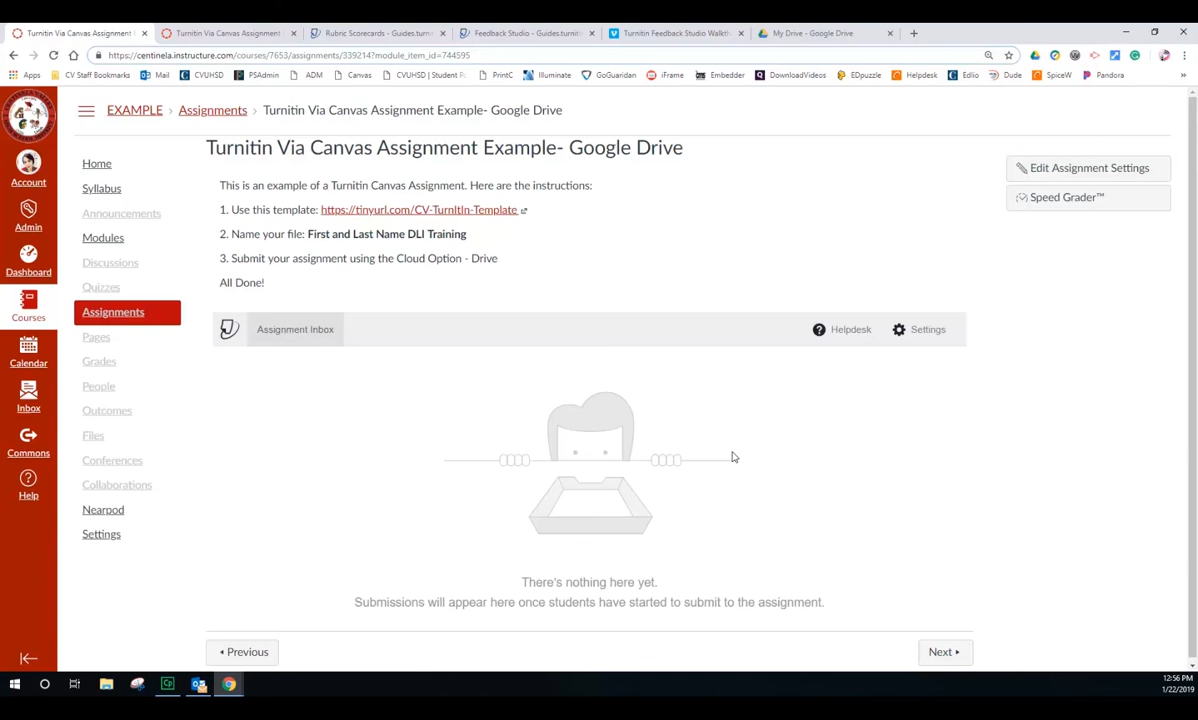 Turnitin Via Canvas Assignment
Turnitin Via Canvas Assignment
Rubric Scorecards - Guides.turni
Feedback Studio - Guides.turniti
Turnitin Feedback Studio Walkth
My Drive - Google Drive
https://centinela.instructure.com/courses/7653/assignments/339214?module_item_id=744595
Apps
CV Staff Bookmarks
Mail
CVUHSD
PSAdmin
ADM
Canvas
CVUHSD | Student P
PrintC
Illuminate
GoGuaridan
iFrame
Embedder
DownloadVideos
EDpuzzle
Helpdesk
Edlio
Dude
SpiceW
Pandora
»
EXAMPLE › Assignments › Turnitin Via Canvas Assignment Example- Google Drive
Account
Admin
Dashboard
Courses
Calendar
Inbox
Commons
Help
Home
Syllabus
Announcements
Modules
Discussions
Quizzes
Assignments
Pages
Grades
People
Outcomes
Files
Conferences
Collaborations
Nearpod
Settings
Turnitin Via Canvas Assignment Example- Google Drive
This is an example of a Turnitin Canvas Assignment. Here are the instructions:
1. Use this template: https://tinyurl.com/CV-TurnItIn-Template
2. Name your file: First and Last Name DLI Training
3. Submit your assignment using the Cloud Option - Drive
All Done!
Assignment Inbox
Helpdesk
Settings
There's nothing here yet.
Submissions will appear here once students have started to submit to the assignment.
Previous
Next
Edit Assignment Settings
Speed Grader™
12:56 PM
1/22/2019